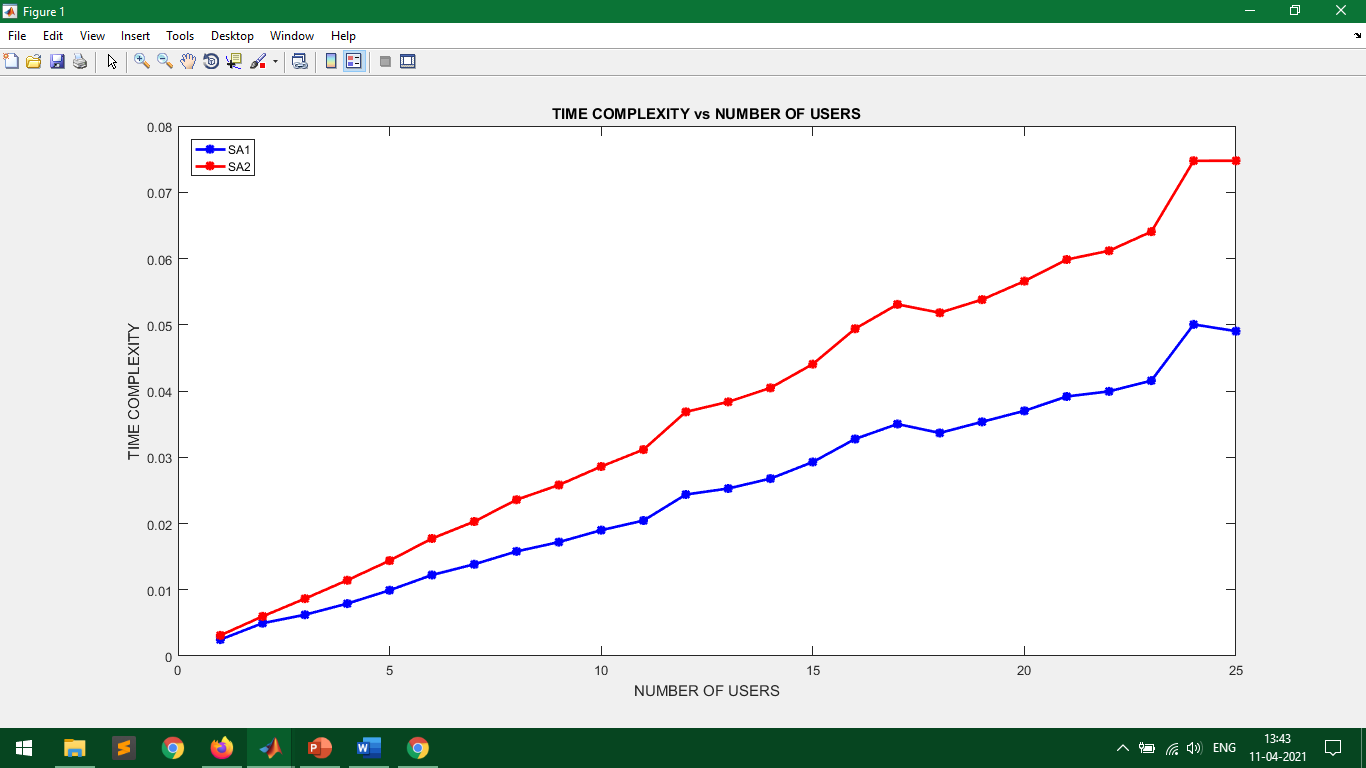 Figure 1
File Edit View Insert Tools Desktop Window Help
TIME COMPLEXITY vs NUMBER OF USERS
SA1
SA2
TIME COMPLEXITY
0.08
0.07
0.06
0.05
0.04
0.03
0.02
0.01
0
0 5 10 15 20 25
NUMBER OF USERS
ENG
13:43
11-04-2021